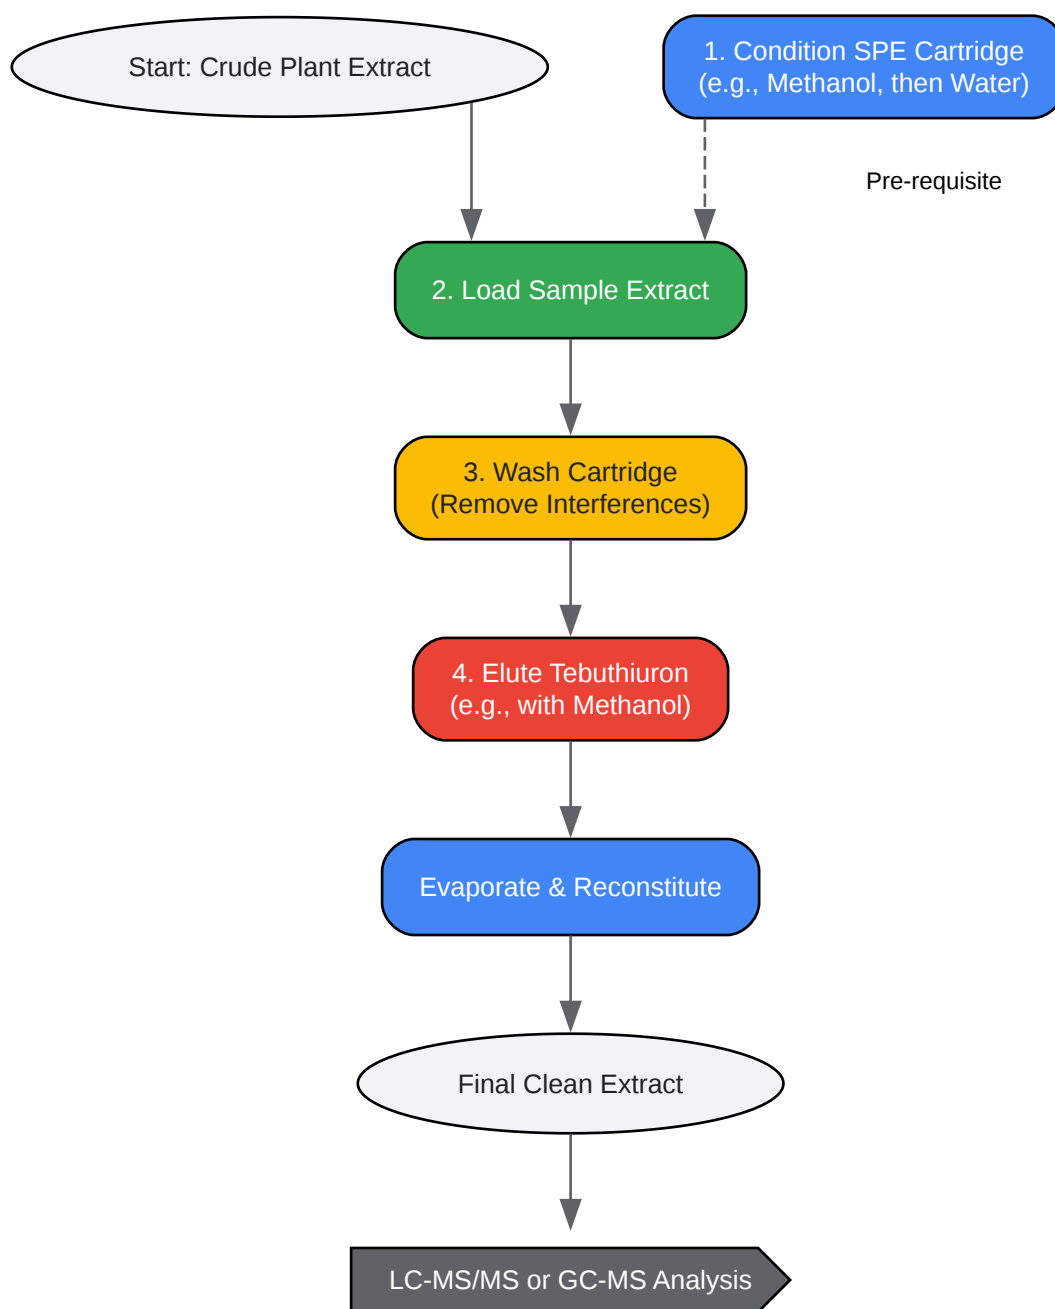 Start: Crude Plant Extract
1. Condition SPE Cartridge
(e.g., Methanol, then Water)
Pre-requisite
2. Load Sample Extract
3. Wash Cartridge
(Remove Interferences)
4. Elute Tebuthiuron
(e.g., with Methanol)
Evaporate & Reconstitute
Final Clean Extract
LC-MS/MS or GC-MS Analysis